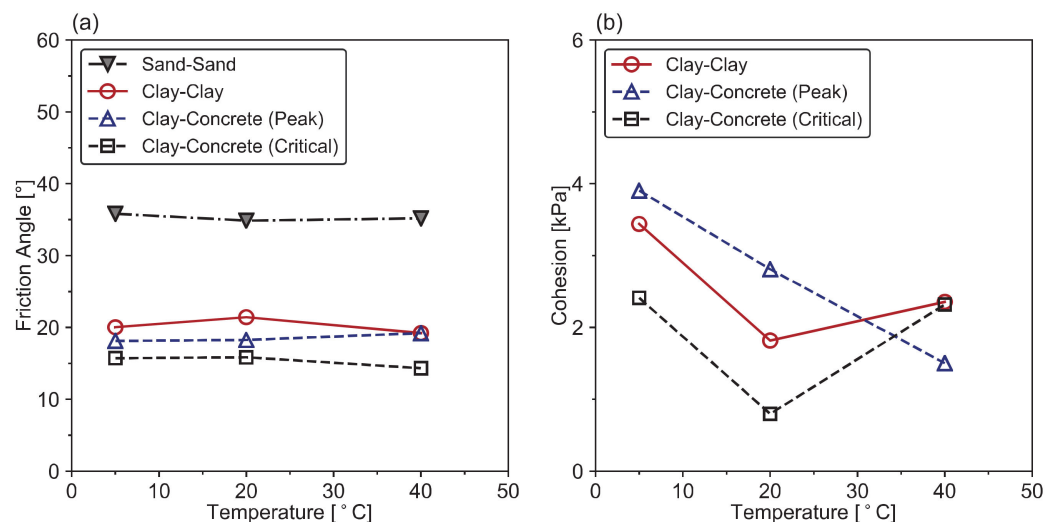 (a)
60
50
40
30
20
10
0
Friction Angle [°]
Sand-Sand
Clay-Clay
Clay-Concrete (Peak)
Clay-Concrete (Critical)
0 10 20 30 40 50
Temperature [ °C]
(b)
6
4
2
0
Cohesion [kPa]
Clay-Clay
Clay-Concrete (Peak)
Clay-Concrete (Critical)
0 10 20 30 40 50
Temperature [ °C]